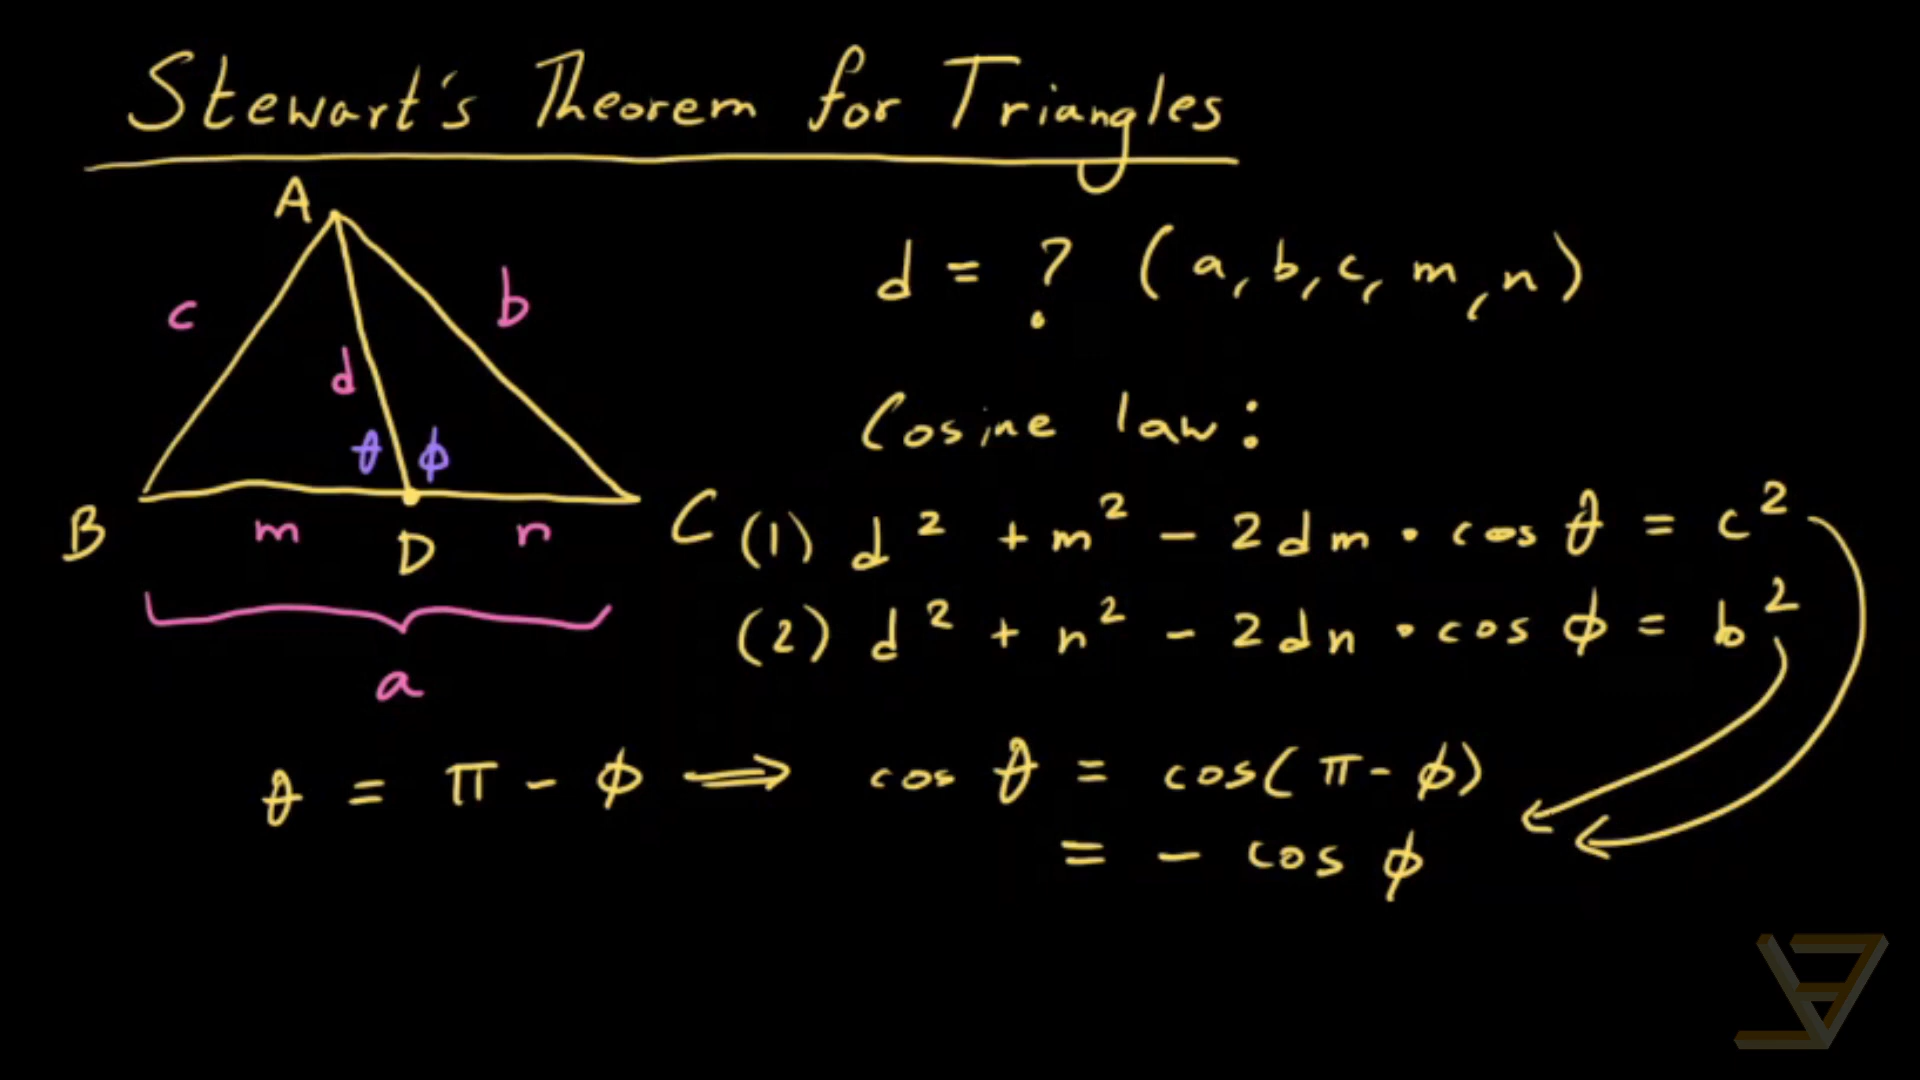 Stewart's Theorem for Triangles
A
c
b
d
θ ϕ
B
m
D
n
C
a
d = ? (a, b, c, m, n)
Cosine law:
(1) d² + m² - 2dm · cos θ = c²
(2) d² + n² - 2dn · cos ϕ = b²
θ = π - ϕ ⟹ cos θ = cos(π - ϕ)
= - cos ϕ